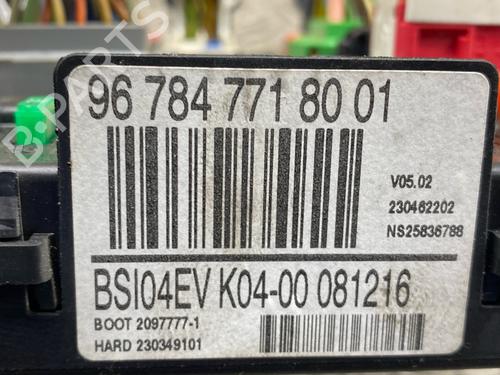 96 784 771 80 01
V05.02
230462202
NS25836788
BSI04EV K04-00 081216
BOOT 2097777-1
HARD 230349101